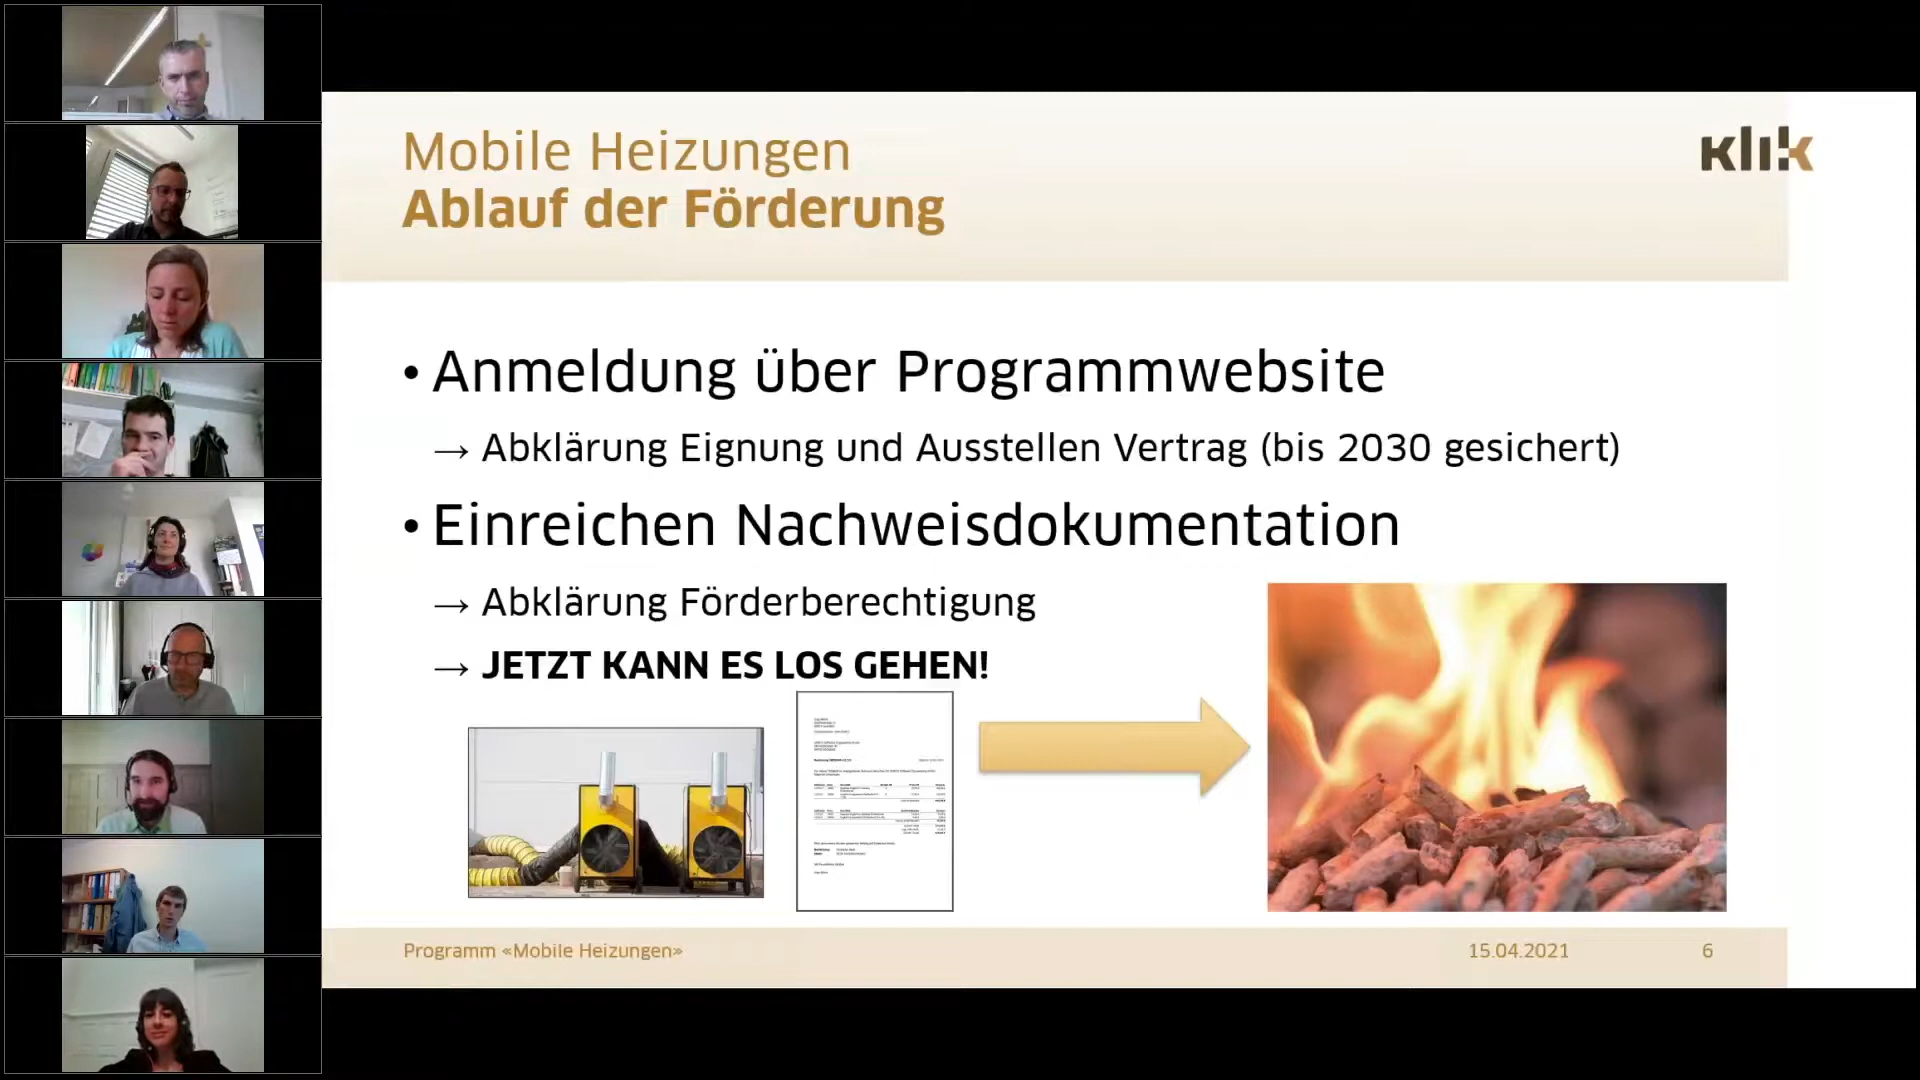 Mobile Heizungen
Ablauf der Förderung
klik
• Anmeldung über Programmwebsite
→ Abklärung Eignung und Ausstellen Vertrag (bis 2030 gesichert)
• Einreichen Nachweisdokumentation
→ Abklärung Förderberechtigung
→ JETZT KANN ES LOS GEHEN!
Programm «Mobile Heizungen»
15.04.2021
6